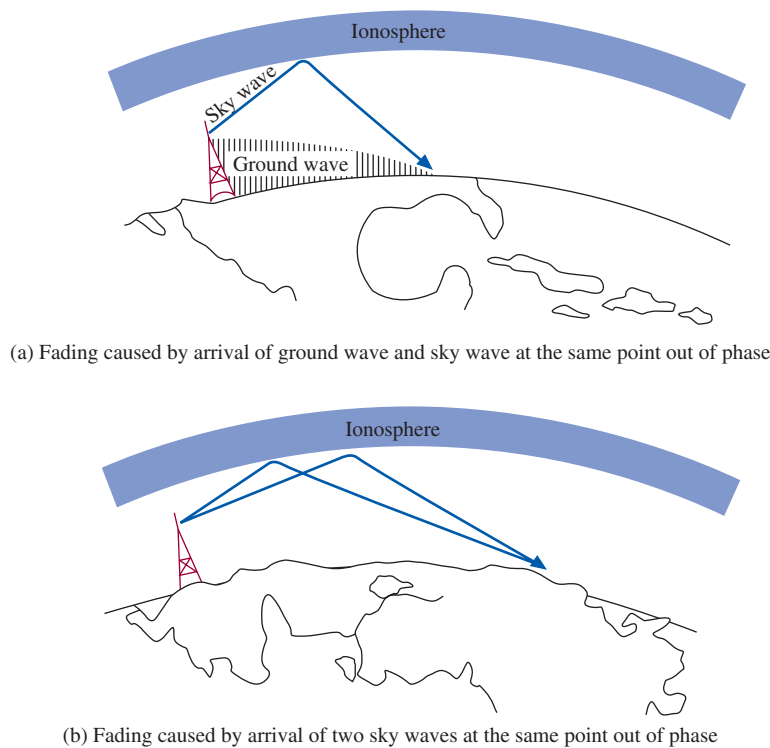 Ionosphere
Sky wave
Ground wave
(a) Fading caused by arrival of ground wave and sky wave at the same point out of phase
Ionosphere
(b) Fading caused by arrival of two sky waves at the same point out of phase